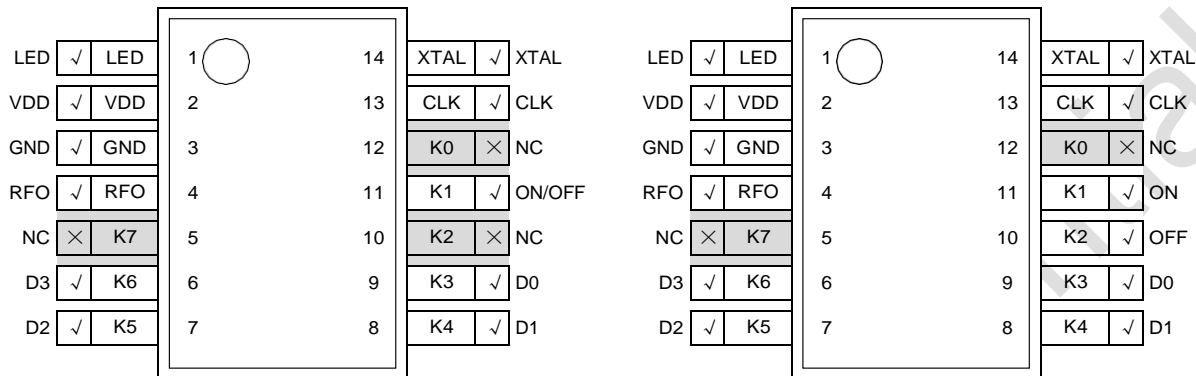 LED √ LED 1 14 XTAL √ XTAL LED √ LED 1 14 XTAL √ XTAL
VDD √ VDD 2 13 CLK √ CLK VDD √ VDD 2 13 CLK √ CLK
GND √ GND 3 12 K0 × NC GND √ GND 3 12 K0 × NC
RFO √ RFO 4 11 K1 √ ON/OFF RFO √ RFO 4 11 K1 √ ON
NC × K7 5 10 K2 × NC NC × K7 5 10 K2 √ OFF
D3 √ K6 6 9 K3 √ D0 D3 √ K6 6 9 K3 √ D0
D2 √ K5 7 8 K4 √ D1 D2 √ K5 7 8 K4 √ D1